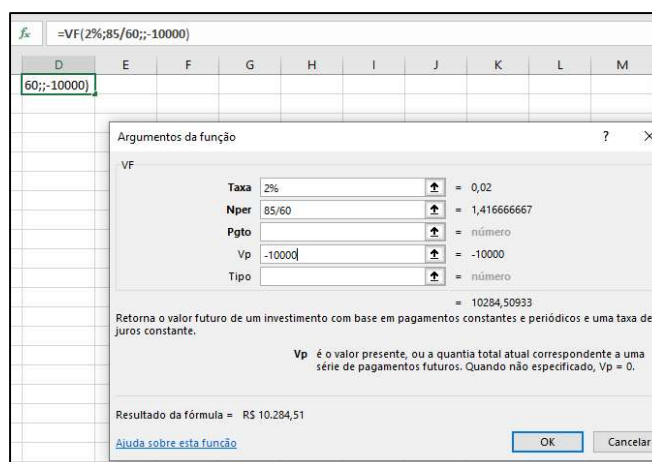 fx =VF(2%;85/60;;-10000)
D E F G H I J K L M
60;;-10000)
Argumentos da função ? ×
VF
Taxa 2% = 0,02
Nper 85/60 = 1,416666667
Pgto = número
Vp -10000 = -10000
Tipo = número
= 10284,50933
Retorna o valor futuro de um investimento com base em pagamentos constantes e periódicos e uma taxa de
juros constante.
Vp é o valor presente, ou a quantia total atual correspondente a uma
série de pagamentos futuros. Quando não especificado, Vp = 0.
Resultado da fórmula = R$ 10.284,51
Ajuda sobre esta função OK Cancelar